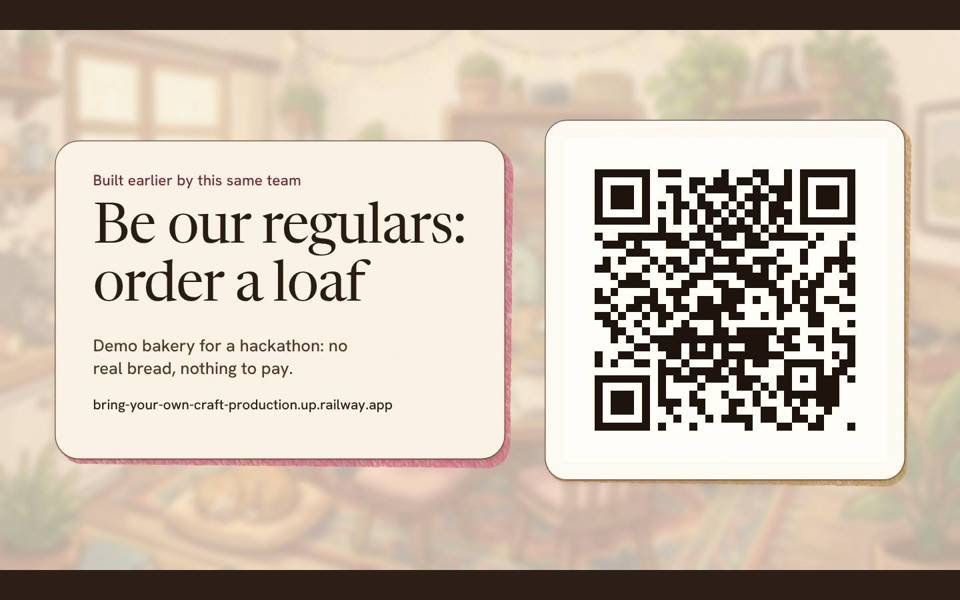 Built earlier by this same team
Be our regulars:
order a loaf
Demo bakery for a hackathon: no
real bread, nothing to pay.
bring-your-own-craft-production.up.railway.app